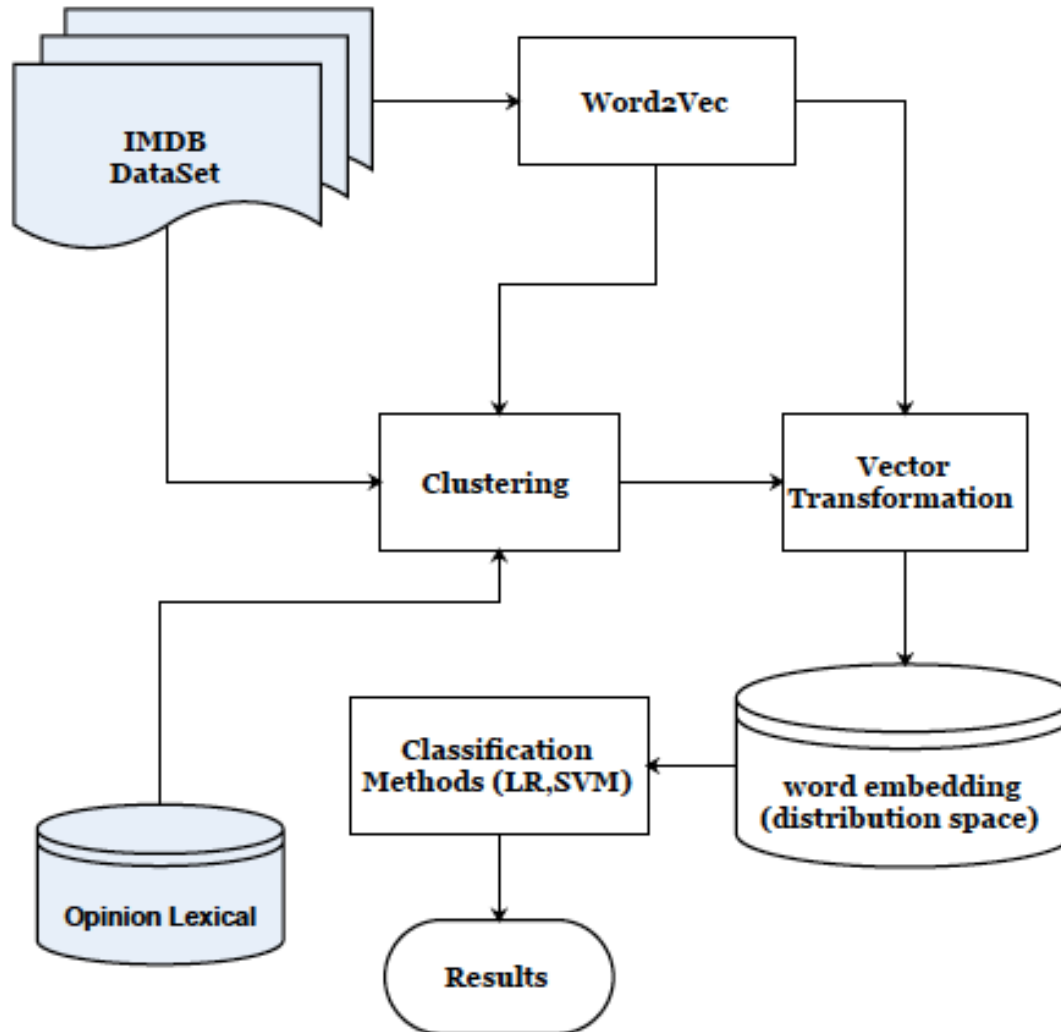 IMDB
DataSet
Word2Vec
Clustering
Vector
Transformation
Classification
Methods (LR,SVM)
word embedding
(distribution space)
Opinion Lexical
Results